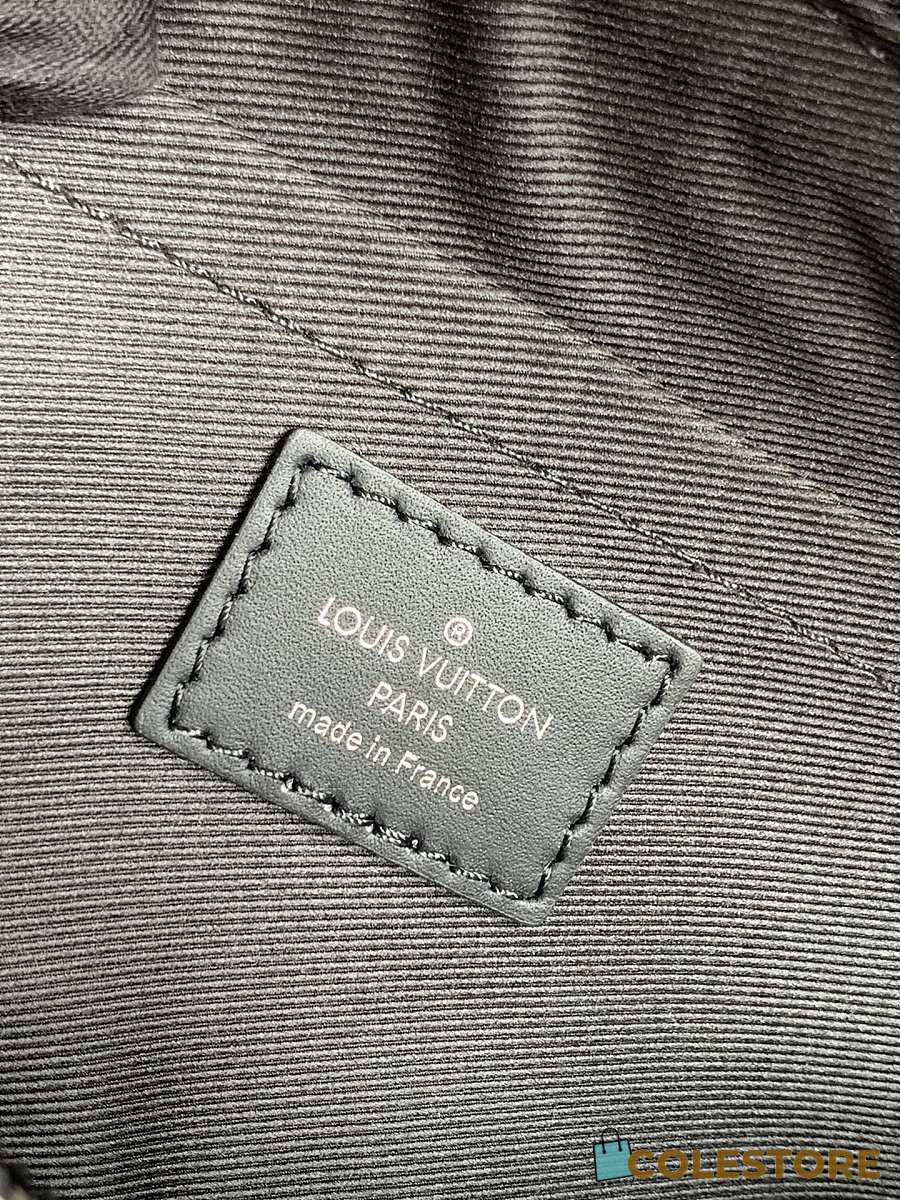 ®
LOUIS VUITTON
PARIS
made in France
COLESTORE